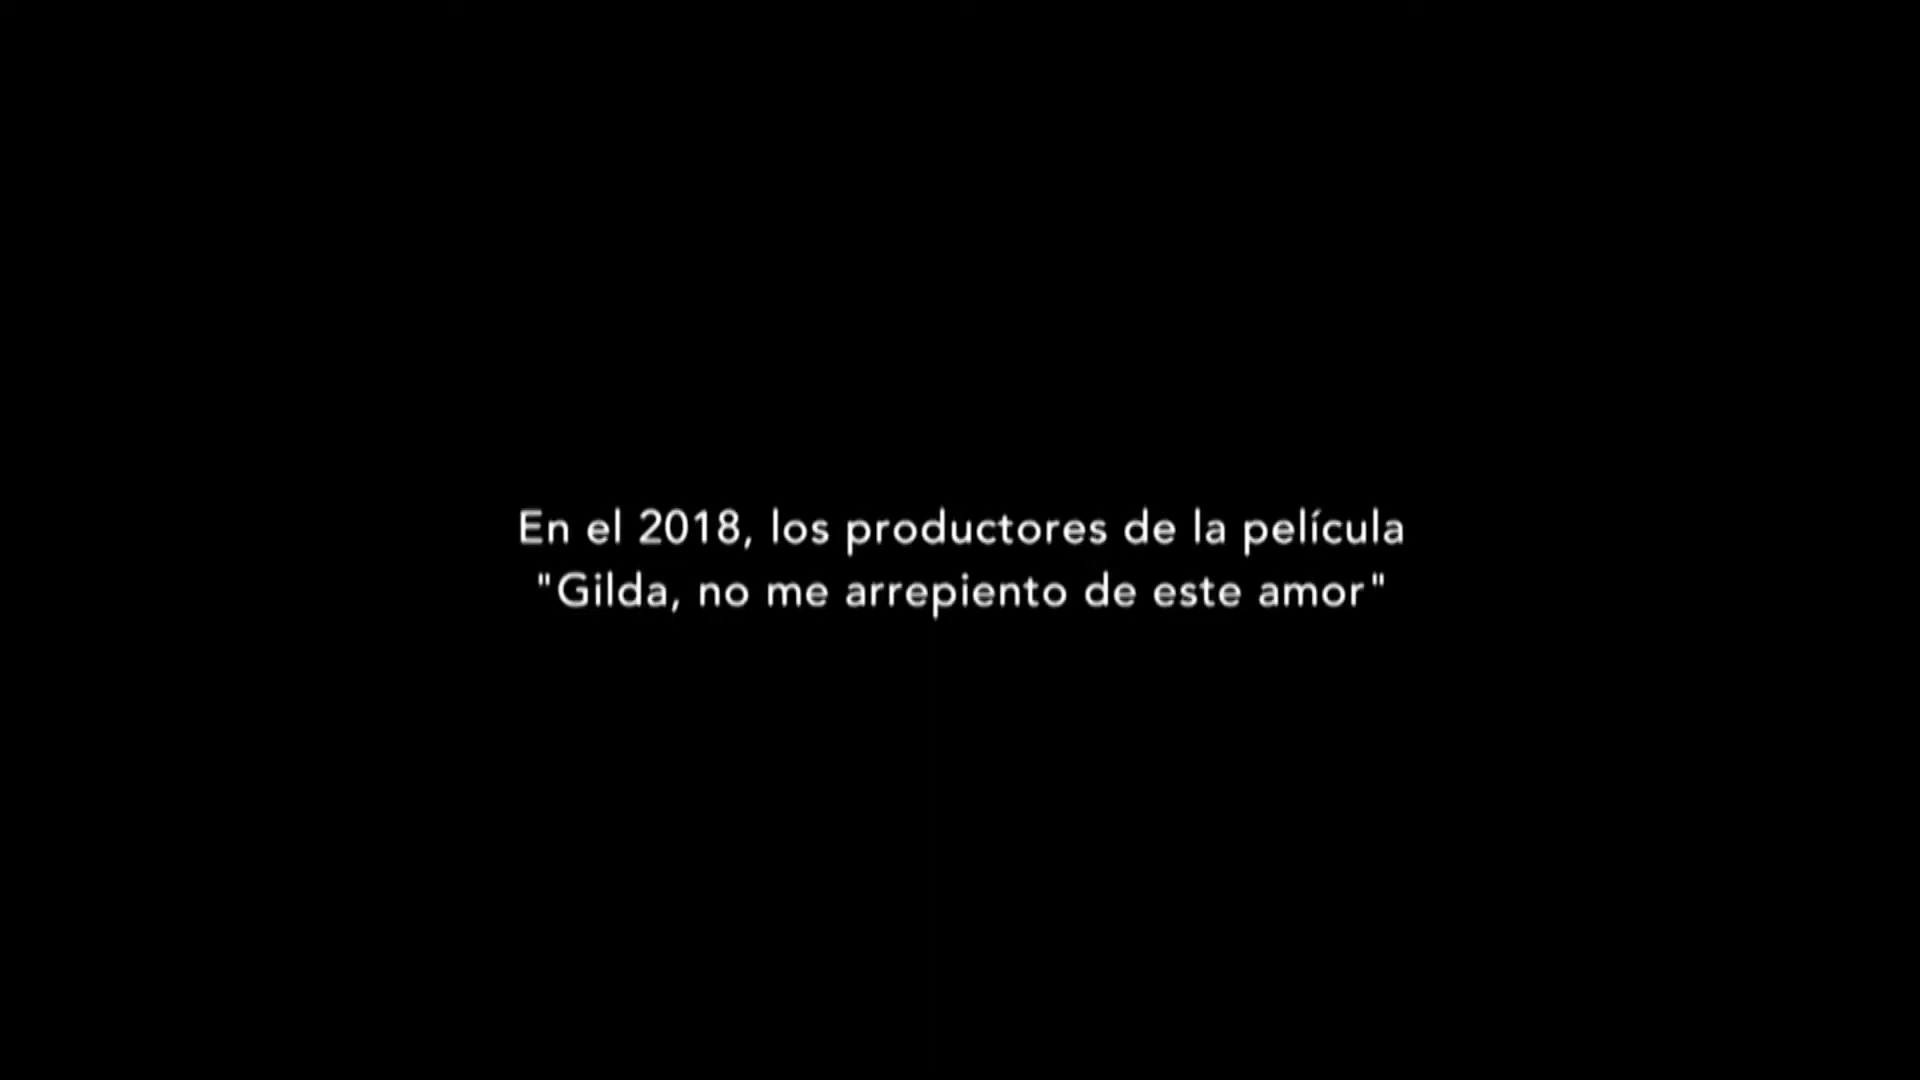 En el 2018, los productores de la película
"Gilda, no me arrepiento de este amor"